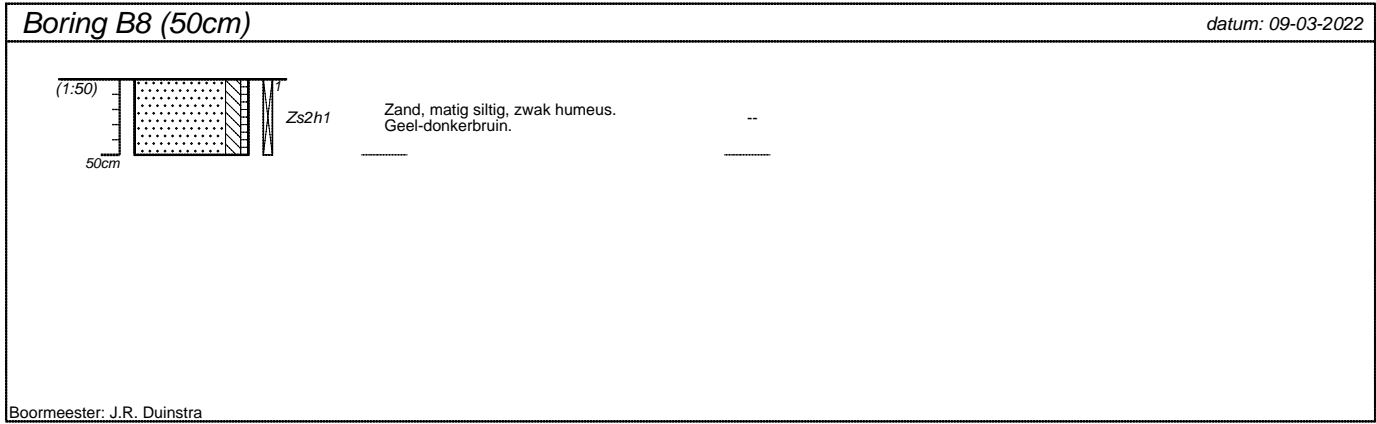 Boring B8 (50cm)
datum: 09-03-2022
(1:50)
1
Zs2h1
Zand, matig siltig, zwak humeus.
Geel-donkerbruin.
--
50cm
Boormeester: J.R. Duinstra